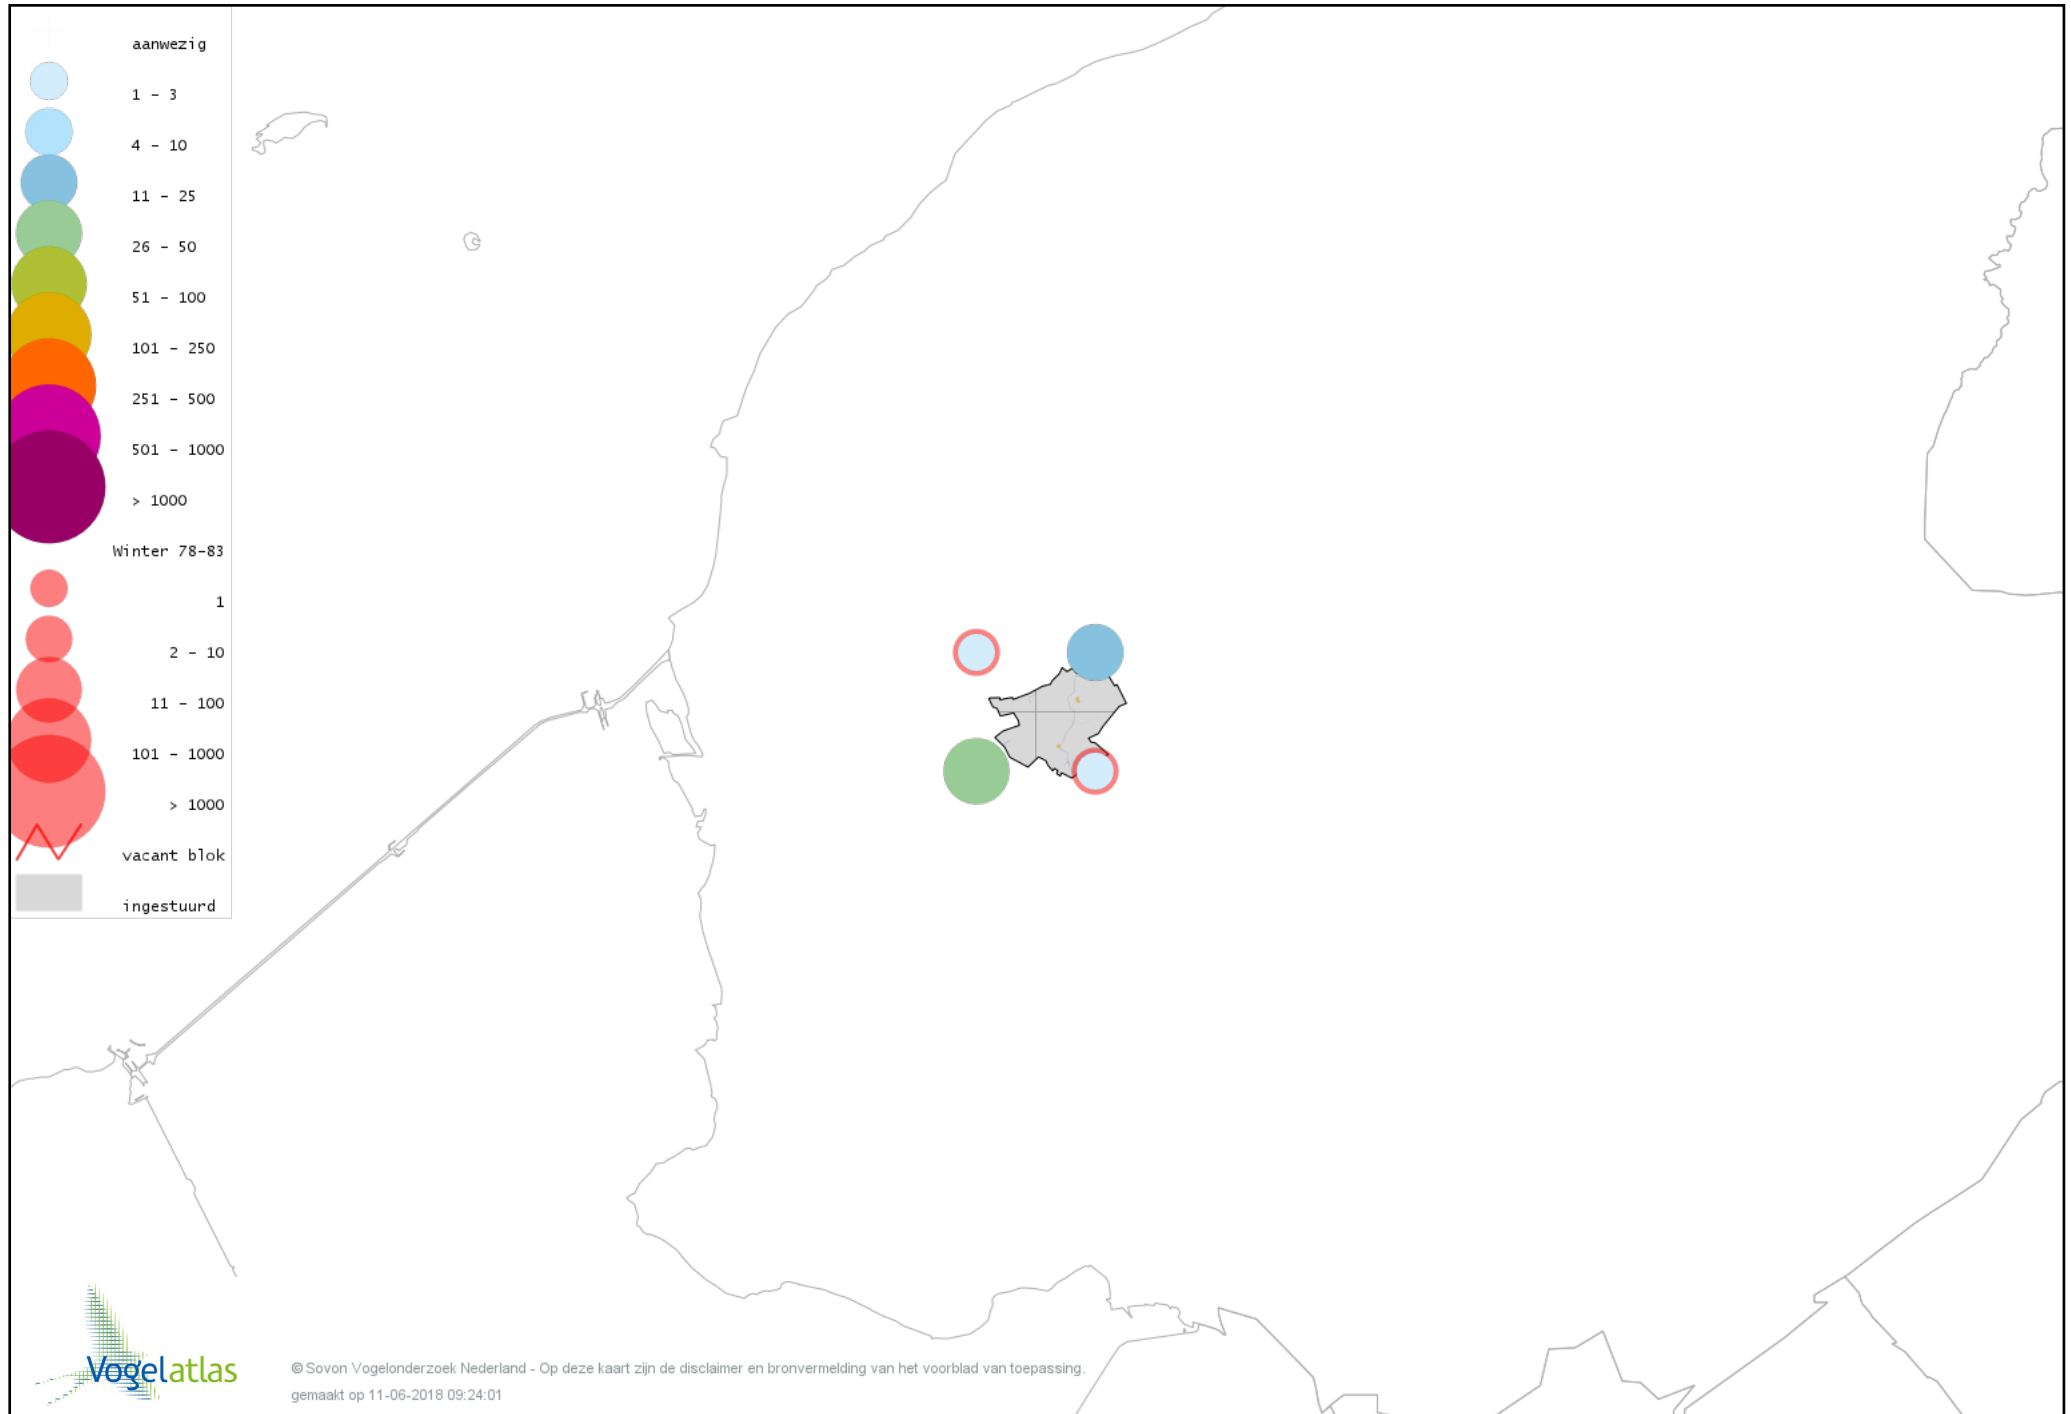 aanwezig
1 - 3
4 - 10
11 - 25
26 - 50
51 - 100
101 - 250
251 - 500
501 - 1000
> 1000
Winter 78-83
1
2 - 10
11 - 100
101 - 1000
> 1000
vacant blok
ingestuurd
Vogelatlas
© Sovon Vogelonderzoek Nederland - Op deze kaart zijn de disclaimer en bronvermelding van het voorblad van toepassing.
gemaakt op 11-06-2018 09:24:01